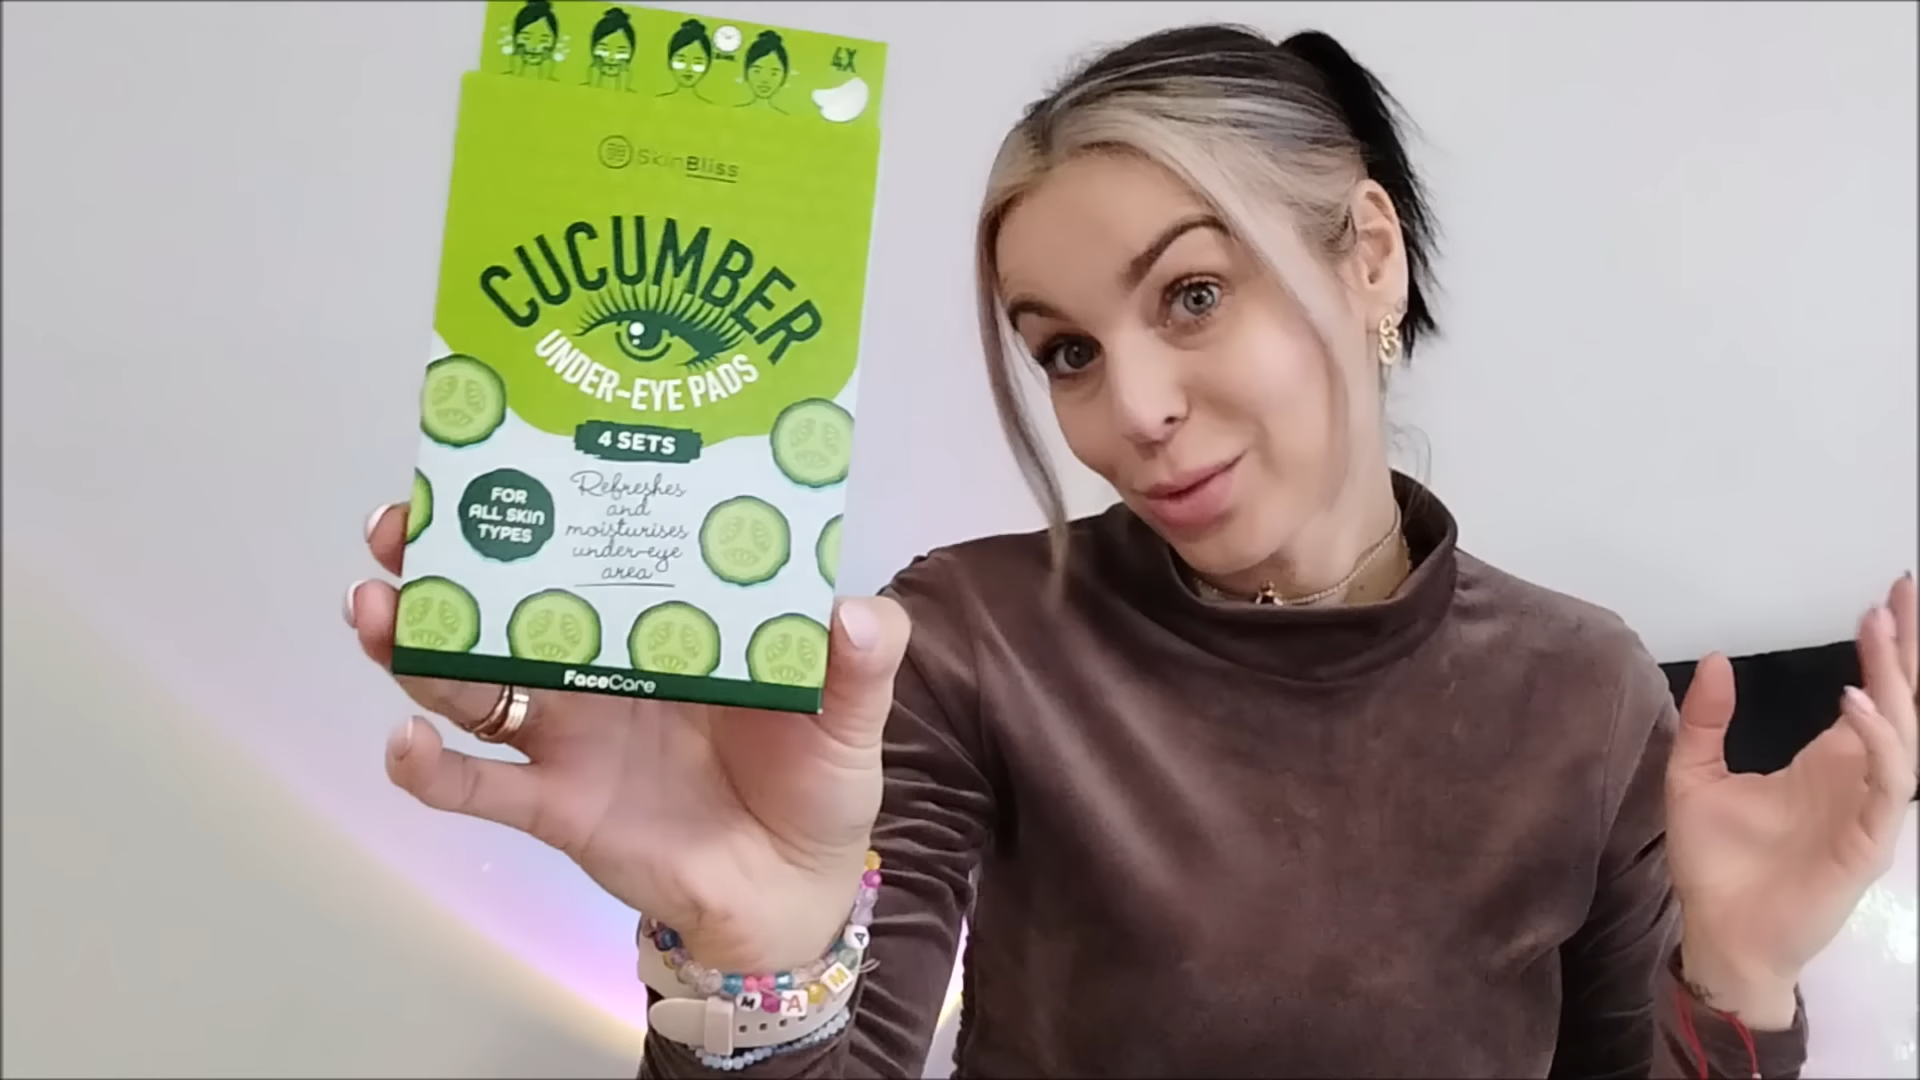 4X
SkinBliss
CUCUMBER
UNDER-EYE PADS
4 SETS
FOR
ALL SKIN
TYPES
Refreshes
and
moisturises
under-eye
area
FaceCare
A
M
M A